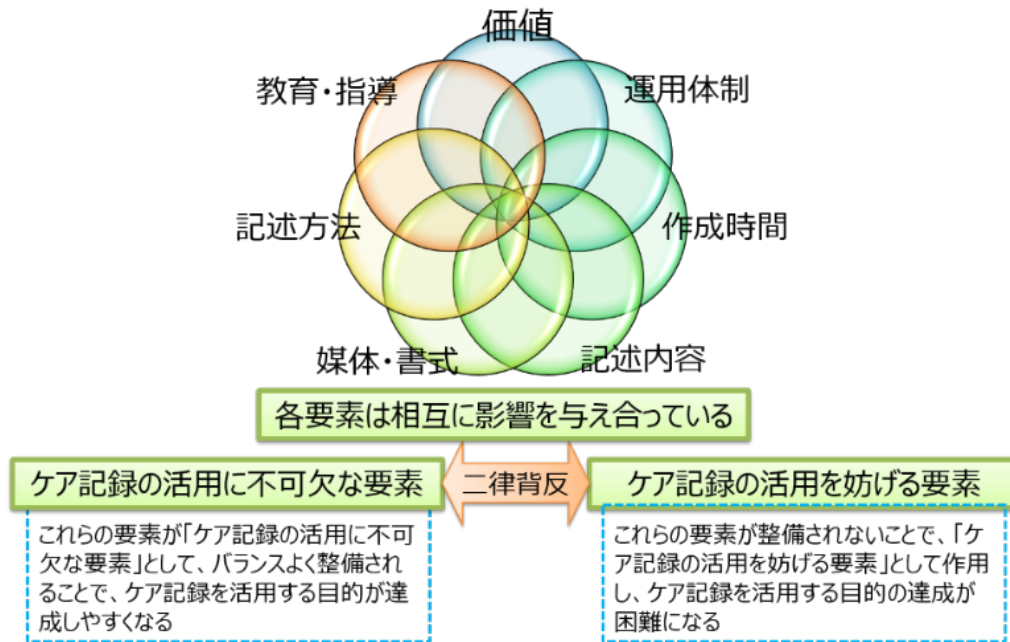 価値
教育・指導
運用体制
記述方法
作成時間
媒体・書式
記述内容
各要素は相互に影響を与え合っている
ケア記録の活用に不可欠な要素
二律背反
ケア記録の活用を妨げる要素
これらの要素が「ケア記録の活用に不可
欠な要素」として、バランスよく整備され
ることで、ケア記録を活用する目的が達
成しやすくなる
これらの要素が整備されないことで、「ケ
ア記録の活用を妨げる要素」として作用
し、ケア記録を活用する目的の達成が
困難になる